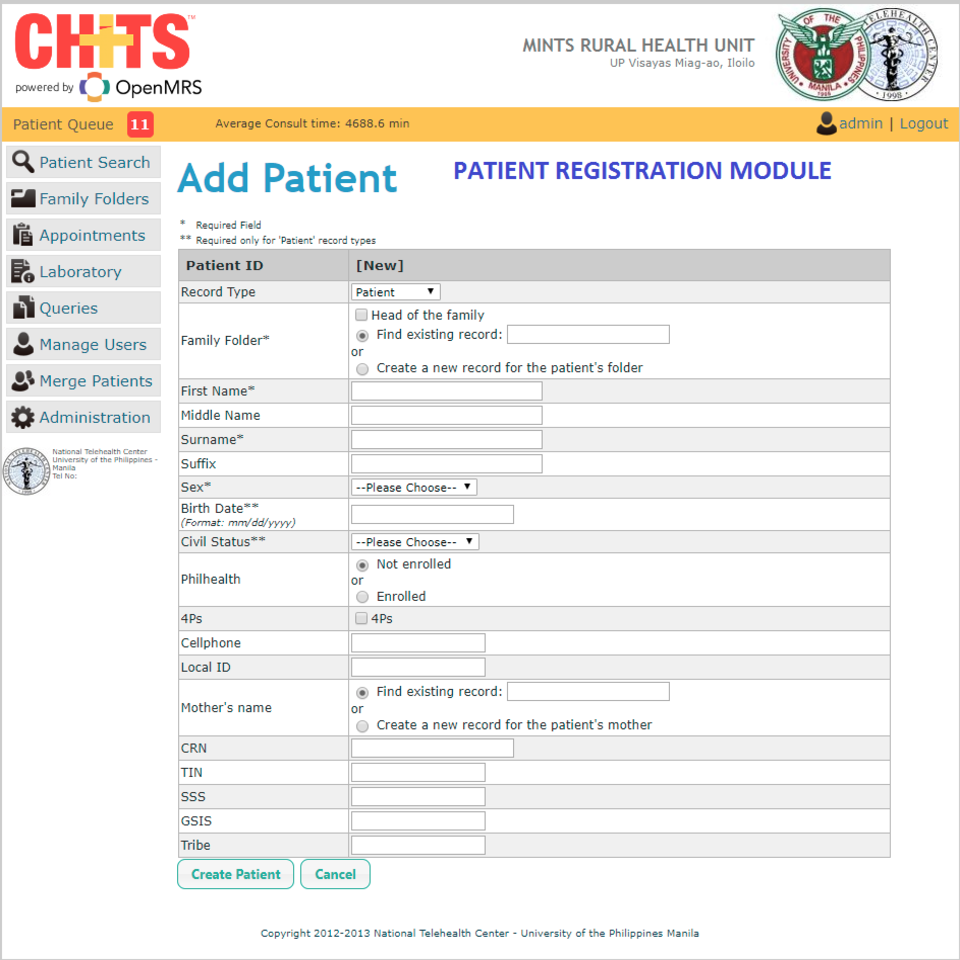 CHITS™
powered by OpenMRS
MINTS RURAL HEALTH UNIT
UP Visayas Miag-ao, Iloilo
UNIVERSITY OF THE PHILIPPINES
MANILA
1908
TELEHEALTH CENTER
· 1998 ·
Patient Queue 11
Average Consult time: 4688.6 min
admin | Logout
Patient Search
Family Folders
Appointments
Laboratory
Queries
Manage Users
Merge Patients
Administration
National Telehealth Center
University of the Philippines -
Manila
Tel No:
Add Patient
PATIENT REGISTRATION MODULE
* Required Field
** Required only for 'Patient' record types
Patient ID [New]
Record Type Patient
Family Folder*
Head of the family
Find existing record:
or
Create a new record for the patient's folder
First Name*
Middle Name
Surname*
Suffix
Sex* --Please Choose--
Birth Date**
(Format: mm/dd/yyyy)
Civil Status** --Please Choose--
Philhealth
Not enrolled
or
Enrolled
4Ps 4Ps
Cellphone
Local ID
Mother's name
Find existing record:
or
Create a new record for the patient's mother
CRN
TIN
SSS
GSIS
Tribe
Create Patient Cancel
Copyright 2012-2013 National Telehealth Center - University of the Philippines Manila